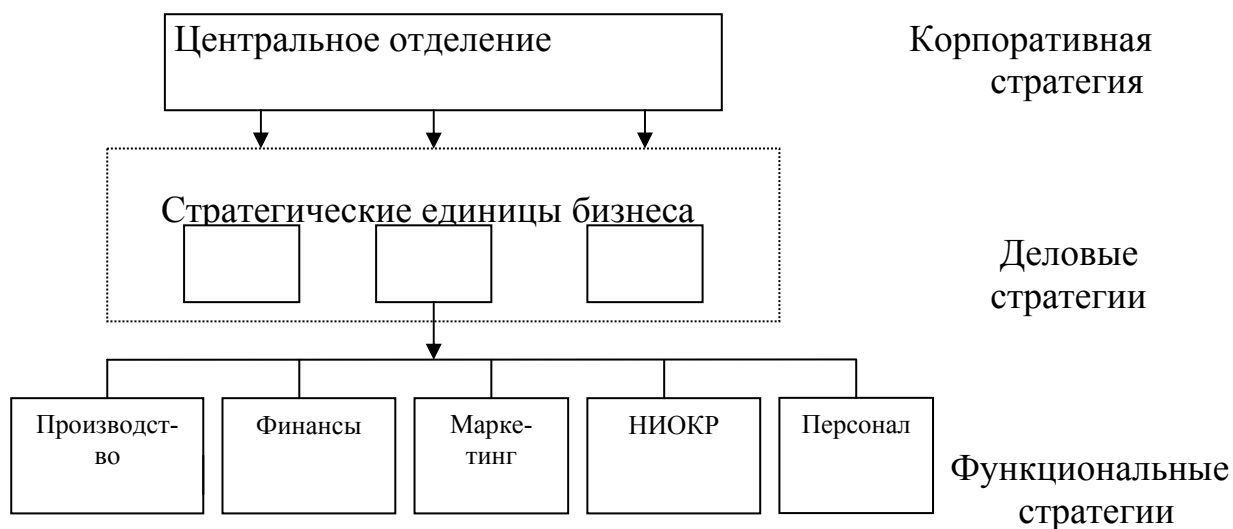 Центральное отделение
Корпоративная
стратегия
Стратегические единицы бизнеса
Деловые
стратегии
Производст-
во
Финансы
Марке-
тинг
НИОКР
Персонал
Функциональные
стратегии